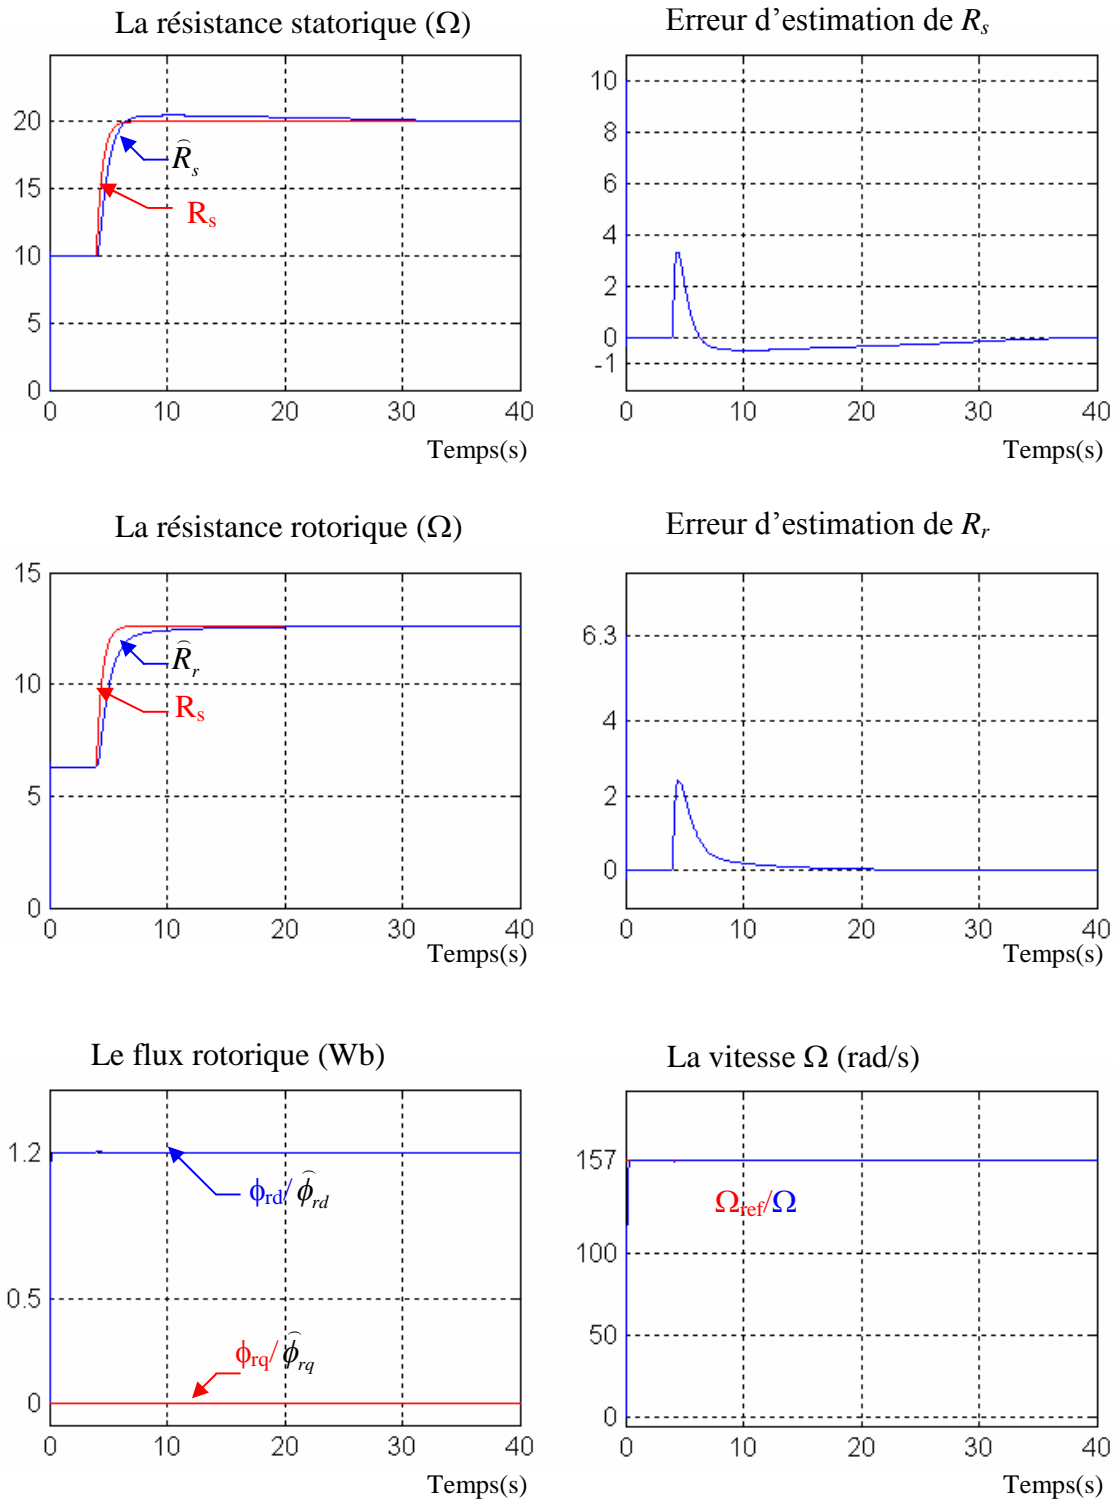 La résistance statorique (Ω)
Erreur d'estimation de Rs
20
15
10
5
0
0 10 20 30 40
Temps(s)
R̂s
Rs
10
8
6
4
2
0
-1
0 10 20 30 40
Temps(s)
La résistance rotorique (Ω)
Erreur d'estimation de Rr
15
10
5
0
0 10 20 30 40
Temps(s)
R̂r
Rs
6.3
4
2
0
0 10 20 30 40
Temps(s)
Le flux rotorique (Wb)
La vitesse Ω (rad/s)
1.2
0.5
0
0 10 20 30 40
Temps(s)
ϕrd/ ϕ̂rd
ϕrq/ ϕ̂rq
157
100
50
0
0 10 20 30 40
Temps(s)
Ωref/Ω